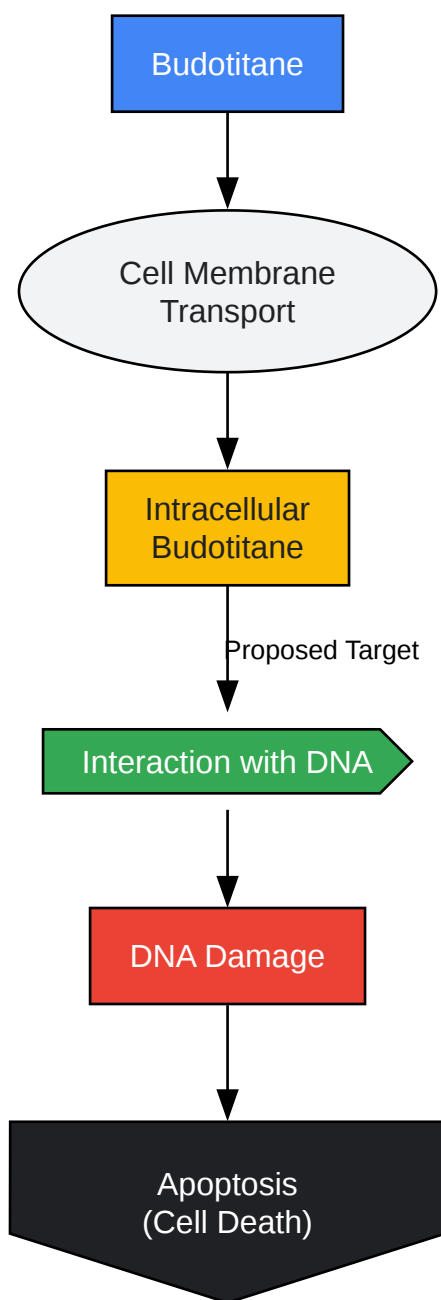 Budotitane
Cell Membrane
Transport
Intracellular
Budotitane
Proposed Target
Interaction with DNA
DNA Damage
Apoptosis
(Cell Death)